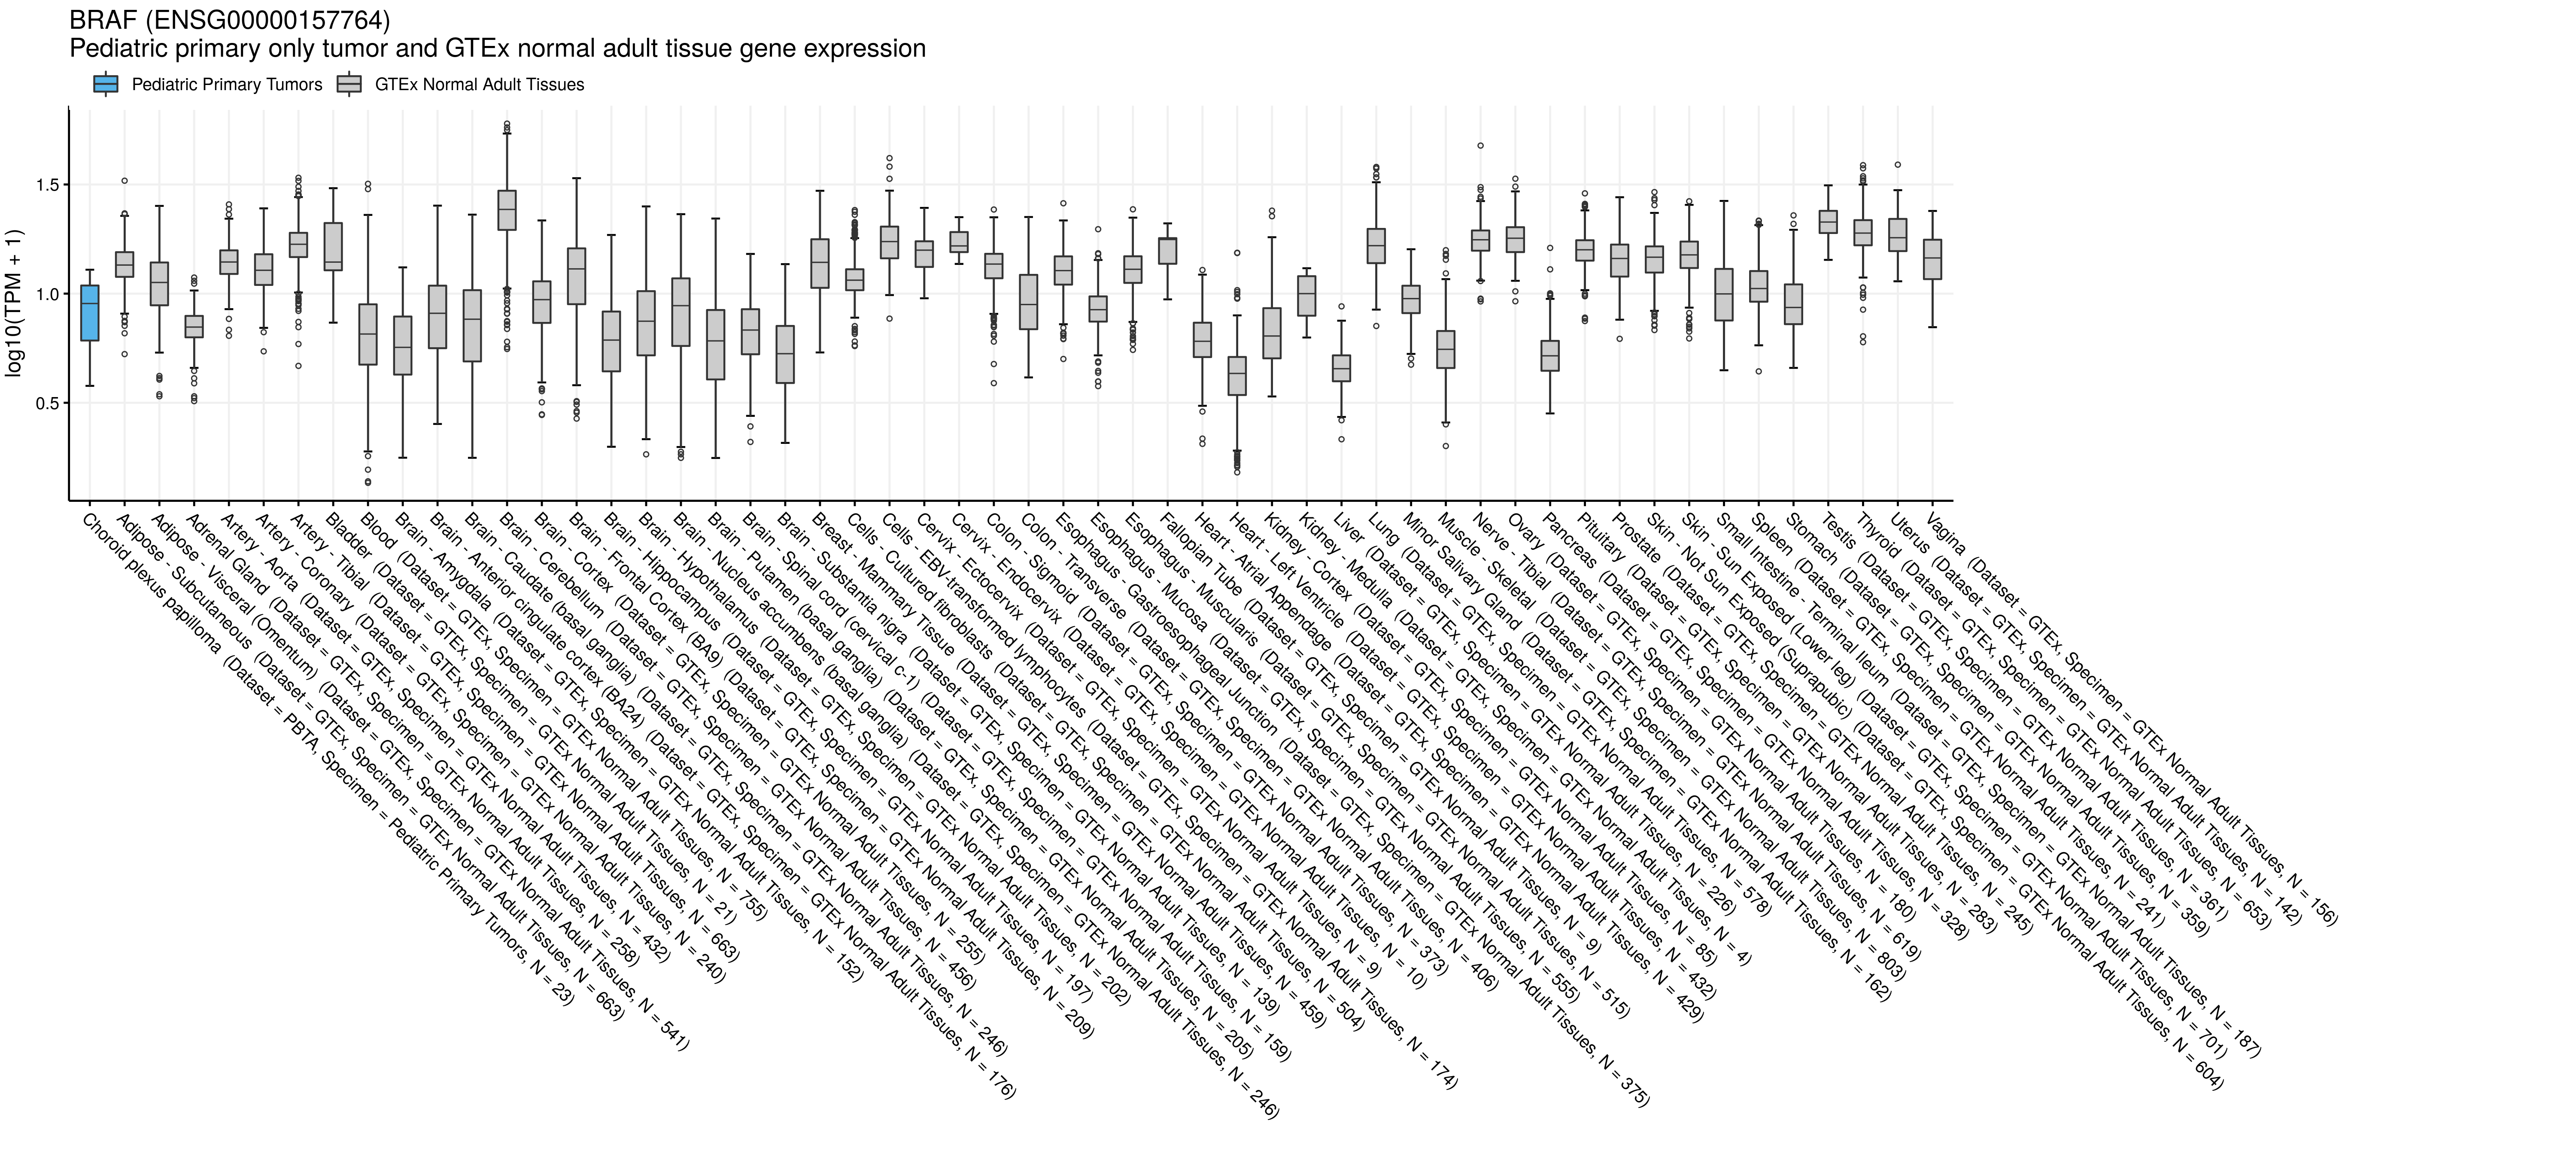 BRAF (ENSG00000157764)
Pediatric primary only tumor and GTEx normal adult tissue gene expression
Pediatric Primary Tumors
GTEx Normal Adult Tissues
log10(TPM + 1)
1.5
1.0
0.5
Choroid plexus papilloma  (Dataset = PBTA, Specimen = Pediatric Primary Tumors, N = 23)
Adipose - Subcutaneous  (Dataset = GTEx, Specimen = GTEx Normal Adult Tissues, N = 663)
Adipose - Visceral (Omentum)  (Dataset = GTEx, Specimen = GTEx Normal Adult Tissues, N = 541)
Adrenal Gland  (Dataset = GTEx, Specimen = GTEx Normal Adult Tissues, N = 258)
Artery - Aorta  (Dataset = GTEx, Specimen = GTEx Normal Adult Tissues, N = 432)
Artery - Coronary  (Dataset = GTEx, Specimen = GTEx Normal Adult Tissues, N = 240)
Artery - Tibial  (Dataset = GTEx, Specimen = GTEx Normal Adult Tissues, N = 663)
Bladder  (Dataset = GTEx, Specimen = GTEx Normal Adult Tissues, N = 21)
Blood  (Dataset = GTEx, Specimen = GTEx Normal Adult Tissues, N = 755)
Brain - Amygdala  (Dataset = GTEx, Specimen = GTEx Normal Adult Tissues, N = 152)
Brain - Anterior cingulate cortex (BA24)  (Dataset = GTEx, Specimen = GTEx Normal Adult Tissues, N = 176)
Brain - Caudate (basal ganglia)  (Dataset = GTEx, Specimen = GTEx Normal Adult Tissues, N = 246)
Brain - Cerebellum  (Dataset = GTEx, Specimen = GTEx Normal Adult Tissues, N = 456)
Brain - Cortex  (Dataset = GTEx, Specimen = GTEx Normal Adult Tissues, N = 255)
Brain - Frontal Cortex (BA9)  (Dataset = GTEx, Specimen = GTEx Normal Adult Tissues, N = 209)
Brain - Hippocampus  (Dataset = GTEx, Specimen = GTEx Normal Adult Tissues, N = 197)
Brain - Hypothalamus  (Dataset = GTEx, Specimen = GTEx Normal Adult Tissues, N = 202)
Brain - Nucleus accumbens (basal ganglia)  (Dataset = GTEx, Specimen = GTEx Normal Adult Tissues, N = 246)
Brain - Putamen (basal ganglia)  (Dataset = GTEx, Specimen = GTEx Normal Adult Tissues, N = 205)
Brain - Spinal cord (cervical c-1)  (Dataset = GTEx, Specimen = GTEx Normal Adult Tissues, N = 159)
Brain - Substantia nigra  (Dataset = GTEx, Specimen = GTEx Normal Adult Tissues, N = 139)
Breast - Mammary Tissue  (Dataset = GTEx, Specimen = GTEx Normal Adult Tissues, N = 459)
Cells - Cultured fibroblasts  (Dataset = GTEx, Specimen = GTEx Normal Adult Tissues, N = 504)
Cells - EBV-transformed lymphocytes  (Dataset = GTEx, Specimen = GTEx Normal Adult Tissues, N = 174)
Cervix - Ectocervix  (Dataset = GTEx, Specimen = GTEx Normal Adult Tissues, N = 9)
Cervix - Endocervix  (Dataset = GTEx, Specimen = GTEx Normal Adult Tissues, N = 10)
Colon - Sigmoid  (Dataset = GTEx, Specimen = GTEx Normal Adult Tissues, N = 373)
Colon - Transverse  (Dataset = GTEx, Specimen = GTEx Normal Adult Tissues, N = 406)
Esophagus - Gastroesophageal Junction  (Dataset = GTEx, Specimen = GTEx Normal Adult Tissues, N = 375)
Esophagus - Mucosa  (Dataset = GTEx, Specimen = GTEx Normal Adult Tissues, N = 555)
Esophagus - Muscularis  (Dataset = GTEx, Specimen = GTEx Normal Adult Tissues, N = 515)
Fallopian Tube  (Dataset = GTEx, Specimen = GTEx Normal Adult Tissues, N = 9)
Heart - Atrial Appendage  (Dataset = GTEx, Specimen = GTEx Normal Adult Tissues, N = 429)
Heart - Left Ventricle  (Dataset = GTEx, Specimen = GTEx Normal Adult Tissues, N = 432)
Kidney - Cortex  (Dataset = GTEx, Specimen = GTEx Normal Adult Tissues, N = 85)
Kidney - Medulla  (Dataset = GTEx, Specimen = GTEx Normal Adult Tissues, N = 4)
Liver  (Dataset = GTEx, Specimen = GTEx Normal Adult Tissues, N = 226)
Lung  (Dataset = GTEx, Specimen = GTEx Normal Adult Tissues, N = 578)
Minor Salivary Gland  (Dataset = GTEx, Specimen = GTEx Normal Adult Tissues, N = 162)
Muscle - Skeletal  (Dataset = GTEx, Specimen = GTEx Normal Adult Tissues, N = 803)
Nerve - Tibial  (Dataset = GTEx, Specimen = GTEx Normal Adult Tissues, N = 619)
Ovary  (Dataset = GTEx, Specimen = GTEx Normal Adult Tissues, N = 180)
Pancreas  (Dataset = GTEx, Specimen = GTEx Normal Adult Tissues, N = 328)
Pituitary  (Dataset = GTEx, Specimen = GTEx Normal Adult Tissues, N = 283)
Prostate  (Dataset = GTEx, Specimen = GTEx Normal Adult Tissues, N = 245)
Skin - Not Sun Exposed (Suprapubic)  (Dataset = GTEx, Specimen = GTEx Normal Adult Tissues, N = 604)
Skin - Sun Exposed (Lower leg)  (Dataset = GTEx, Specimen = GTEx Normal Adult Tissues, N = 701)
Small Intestine - Terminal Ileum  (Dataset = GTEx, Specimen = GTEx Normal Adult Tissues, N = 187)
Spleen  (Dataset = GTEx, Specimen = GTEx Normal Adult Tissues, N = 241)
Stomach  (Dataset = GTEx, Specimen = GTEx Normal Adult Tissues, N = 359)
Testis  (Dataset = GTEx, Specimen = GTEx Normal Adult Tissues, N = 361)
Thyroid  (Dataset = GTEx, Specimen = GTEx Normal Adult Tissues, N = 653)
Uterus  (Dataset = GTEx, Specimen = GTEx Normal Adult Tissues, N = 142)
Vagina  (Dataset = GTEx, Specimen = GTEx Normal Adult Tissues, N = 156)